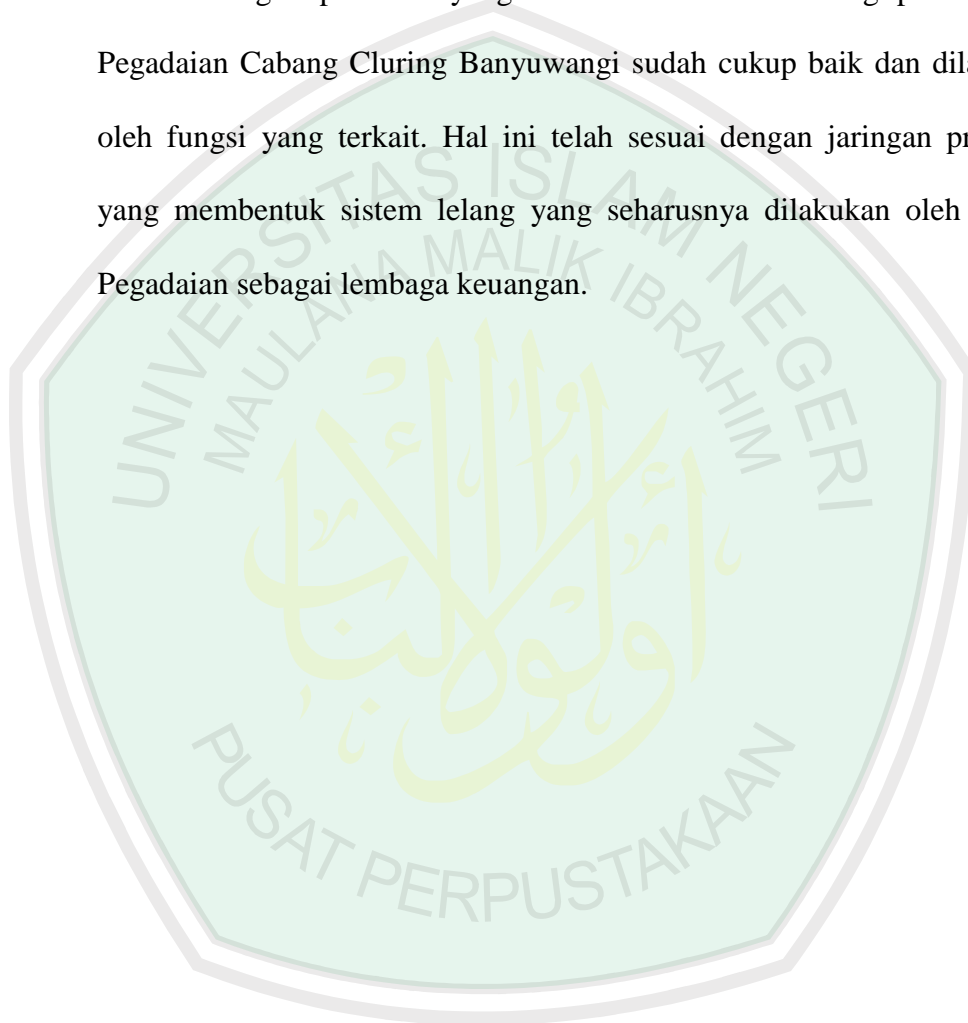 Pegadaian Cabang Cluring Banyuwangi sudah cukup baik dan
oleh fungsi yang terkait. Hal ini telah sesuai dengan jaringan
yang membentuk sistem lelang yang seharusnya dilakukan oleh
Pegadaian sebagai lembaga keuangan.
UNIVERSITAS ISLAM NEGERI
MAULANA MALIK IBRAHIM
PUSAT PERPUSTAKAAN